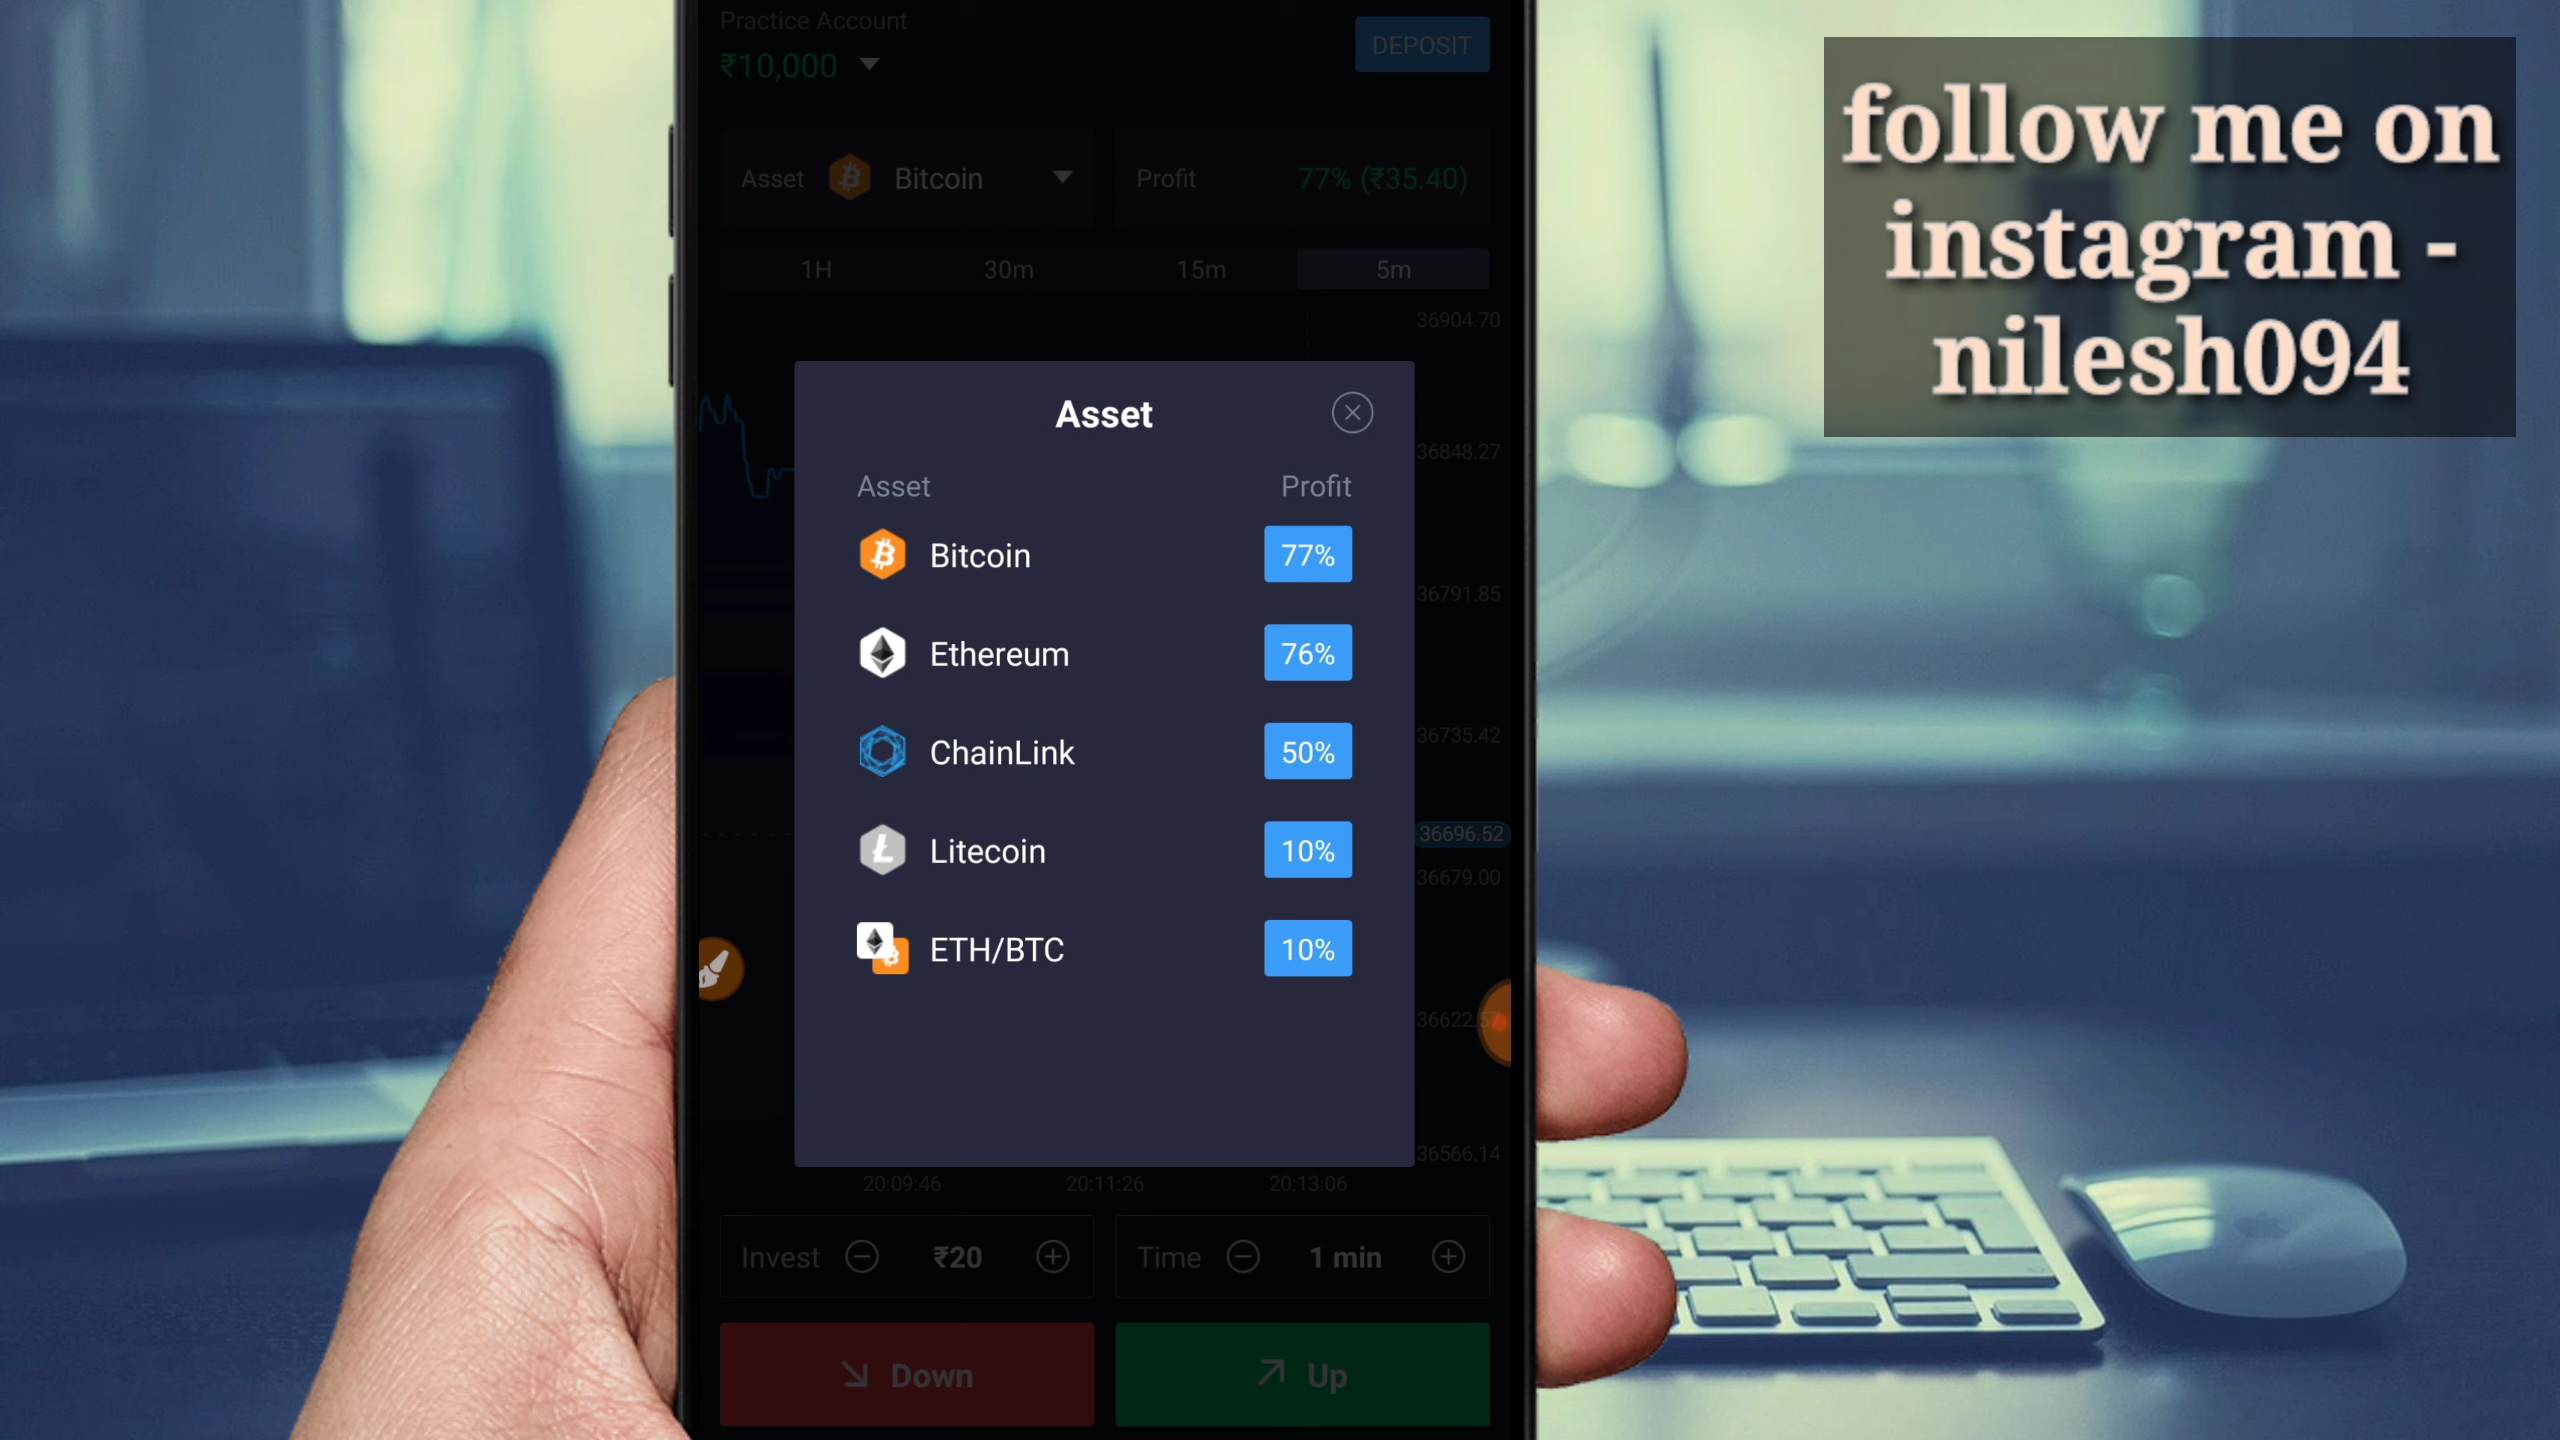 Practice Account
₹10,000
DEPOSIT
Asset Bitcoin
Profit 77% (₹35.40)
1H 30m 15m 5m
36904.70
36848.27
36791.85
36735.42
36696.52
36679.00
36622.5
36566.14
Asset
Asset Profit
Bitcoin 77%
Ethereum 76%
ChainLink 50%
Litecoin 10%
ETH/BTC 10%
20:09:46 20:11:26 20:13:06
Invest ₹20
Time 1 min
Down
Up
follow me on
instagram -
nilesh094